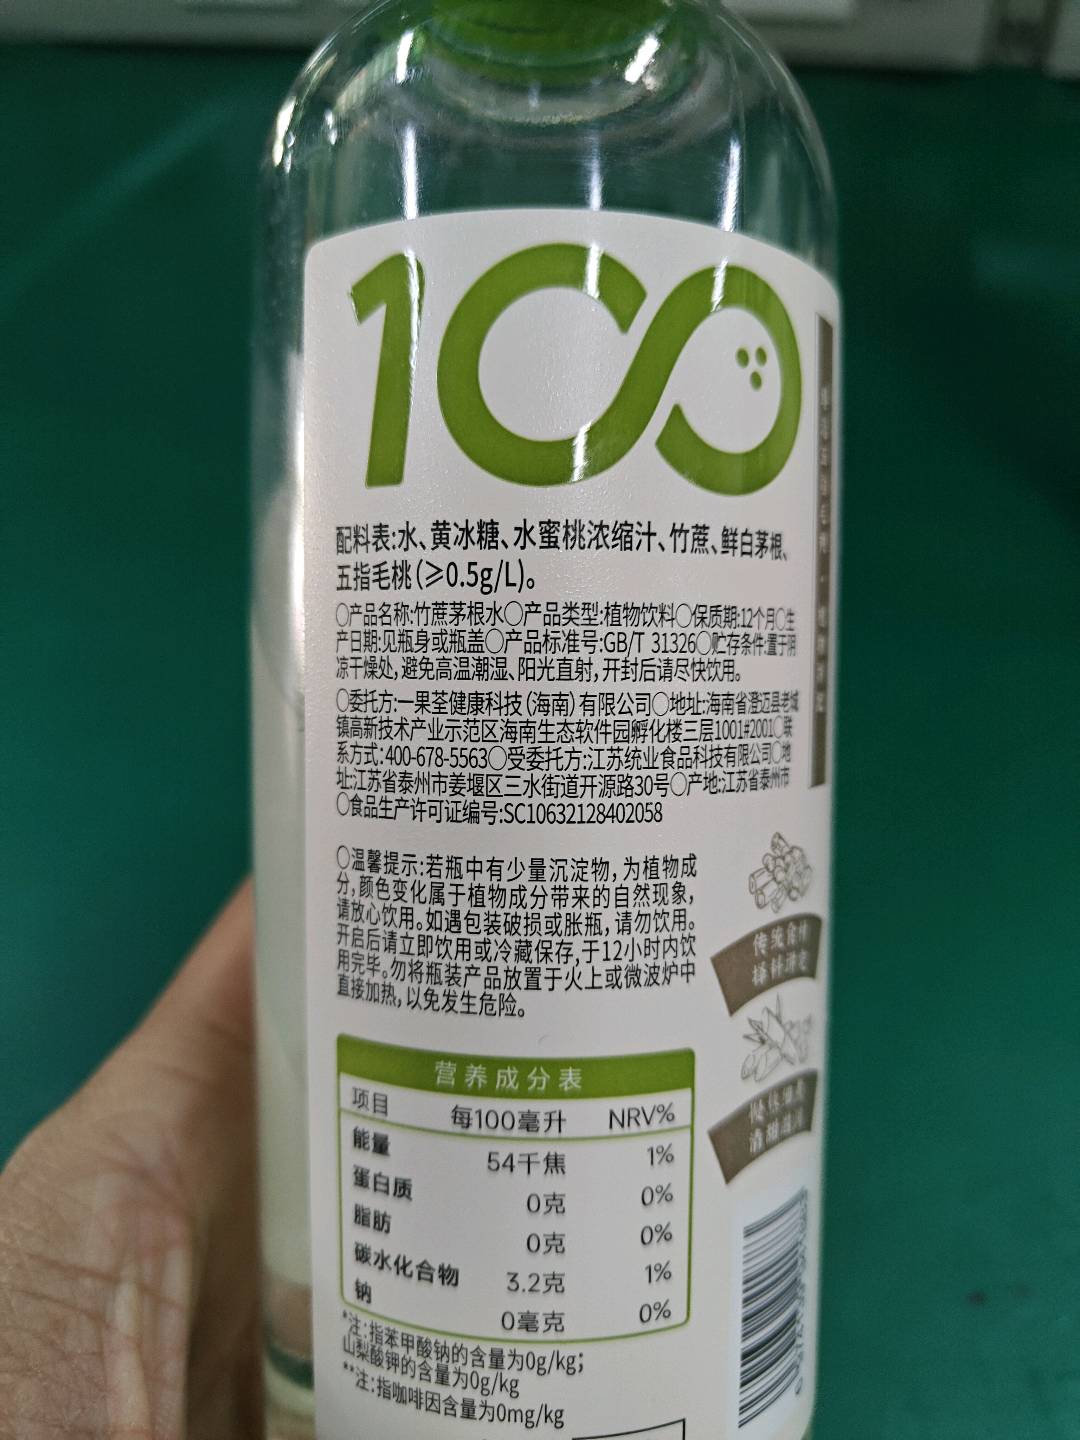 100
配料表:水、黄冰糖、水蜜桃浓缩汁、竹蔗、鲜白茅根、
五指毛桃(≥0.5g/L)。
○产品名称:竹蔗茅根水○产品类型:植物饮料○保质期:12个月○生
产日期:见瓶身或瓶盖○产品标准号:GB/T 31326○贮存条件:置于阴
凉干燥处,避免高温潮湿、阳光直射,开封后请尽快饮用。
○委托方:一果荃健康科技(海南)有限公司○地址:海南省澄迈县老城
镇高新技术产业示范区海南生态软件园孵化楼三层1001#2001○联
系方式:400-678-5563○受委托方:江苏统业食品科技有限公司○地
址:江苏省泰州市姜堰区三水街道开源路30号○产地:江苏省泰州市
○食品生产许可证编号:SC10632128402058
○温馨提示:若瓶中有少量沉淀物,为植物成
分,颜色变化属于植物成分带来的自然现象,
请放心饮用。如遇包装破损或胀瓶,请勿饮用。
开启后请立即饮用或冷藏保存,于12小时内饮
用完毕。勿将瓶装产品放置于火上或微波炉中
直接加热,以免发生危险。
传统食材
营养成分表
项目 每100毫升 NRV%
能量 54千焦 1%
蛋白质 0克 0%
脂肪 0克 0%
碳水化合物 3.2克 1%
钠 0毫克 0%
*注:指苯甲酸钠的含量为0g/kg;
山梨酸钾的含量为0g/kg
**注:指咖啡因含量为0mg/kg